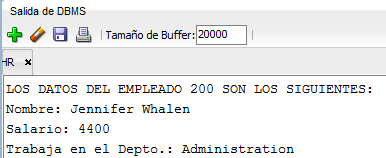 Salida de DBMS
Tamaño de Buffer: 20000
HR
LOS DATOS DEL EMPLEADO 200 SON LOS SIGUIENTES:
Nombre: Jennifer Whalen
Salario: 4400
Trabaja en el Depto.: Administration